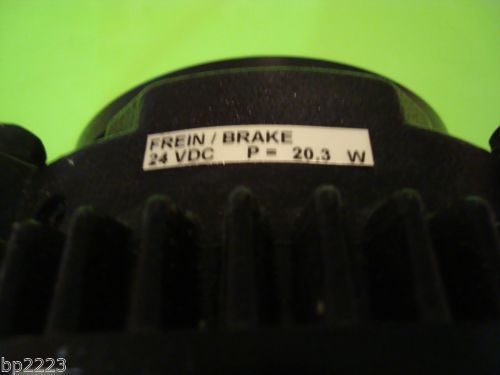 FREIN / BRAKE
24 VDC P = 20.3 W
bp2223